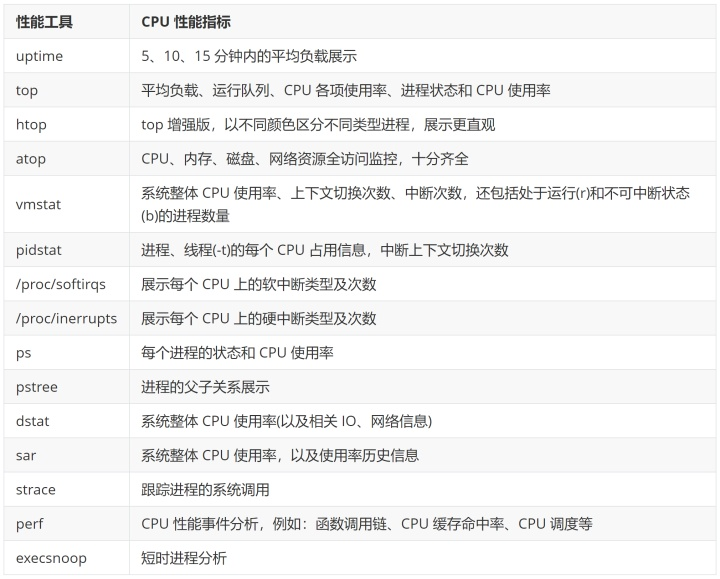 性能工具 CPU 性能指标
uptime 5、10、15 分钟内的平均负载展示
top 平均负载、运行队列、CPU 各项使用率、进程状态和 CPU 使用率
htop top 增强版，以不同颜色区分不同类型进程，展示更直观
atop CPU、内存、磁盘、网络资源全访问监控，十分齐全
vmstat 系统整体 CPU 使用率、上下文切换次数、中断次数，还包括处于运行(r)和不可中断状态
(b)的进程数量
pidstat 进程、线程(-t)的每个 CPU 占用信息，中断上下文切换次数
/proc/softirqs 展示每个 CPU 上的软中断类型及次数
/proc/inerrupts 展示每个 CPU 上的硬中断类型及次数
ps 每个进程的状态和 CPU 使用率
pstree 进程的父子关系展示
dstat 系统整体 CPU 使用率(以及相关 IO、网络信息)
sar 系统整体 CPU 使用率，以及使用率历史信息
strace 跟踪进程的系统调用
perf CPU 性能事件分析，例如：函数调用链、CPU 缓存命中率、CPU 调度等
execsnoop 短时进程分析